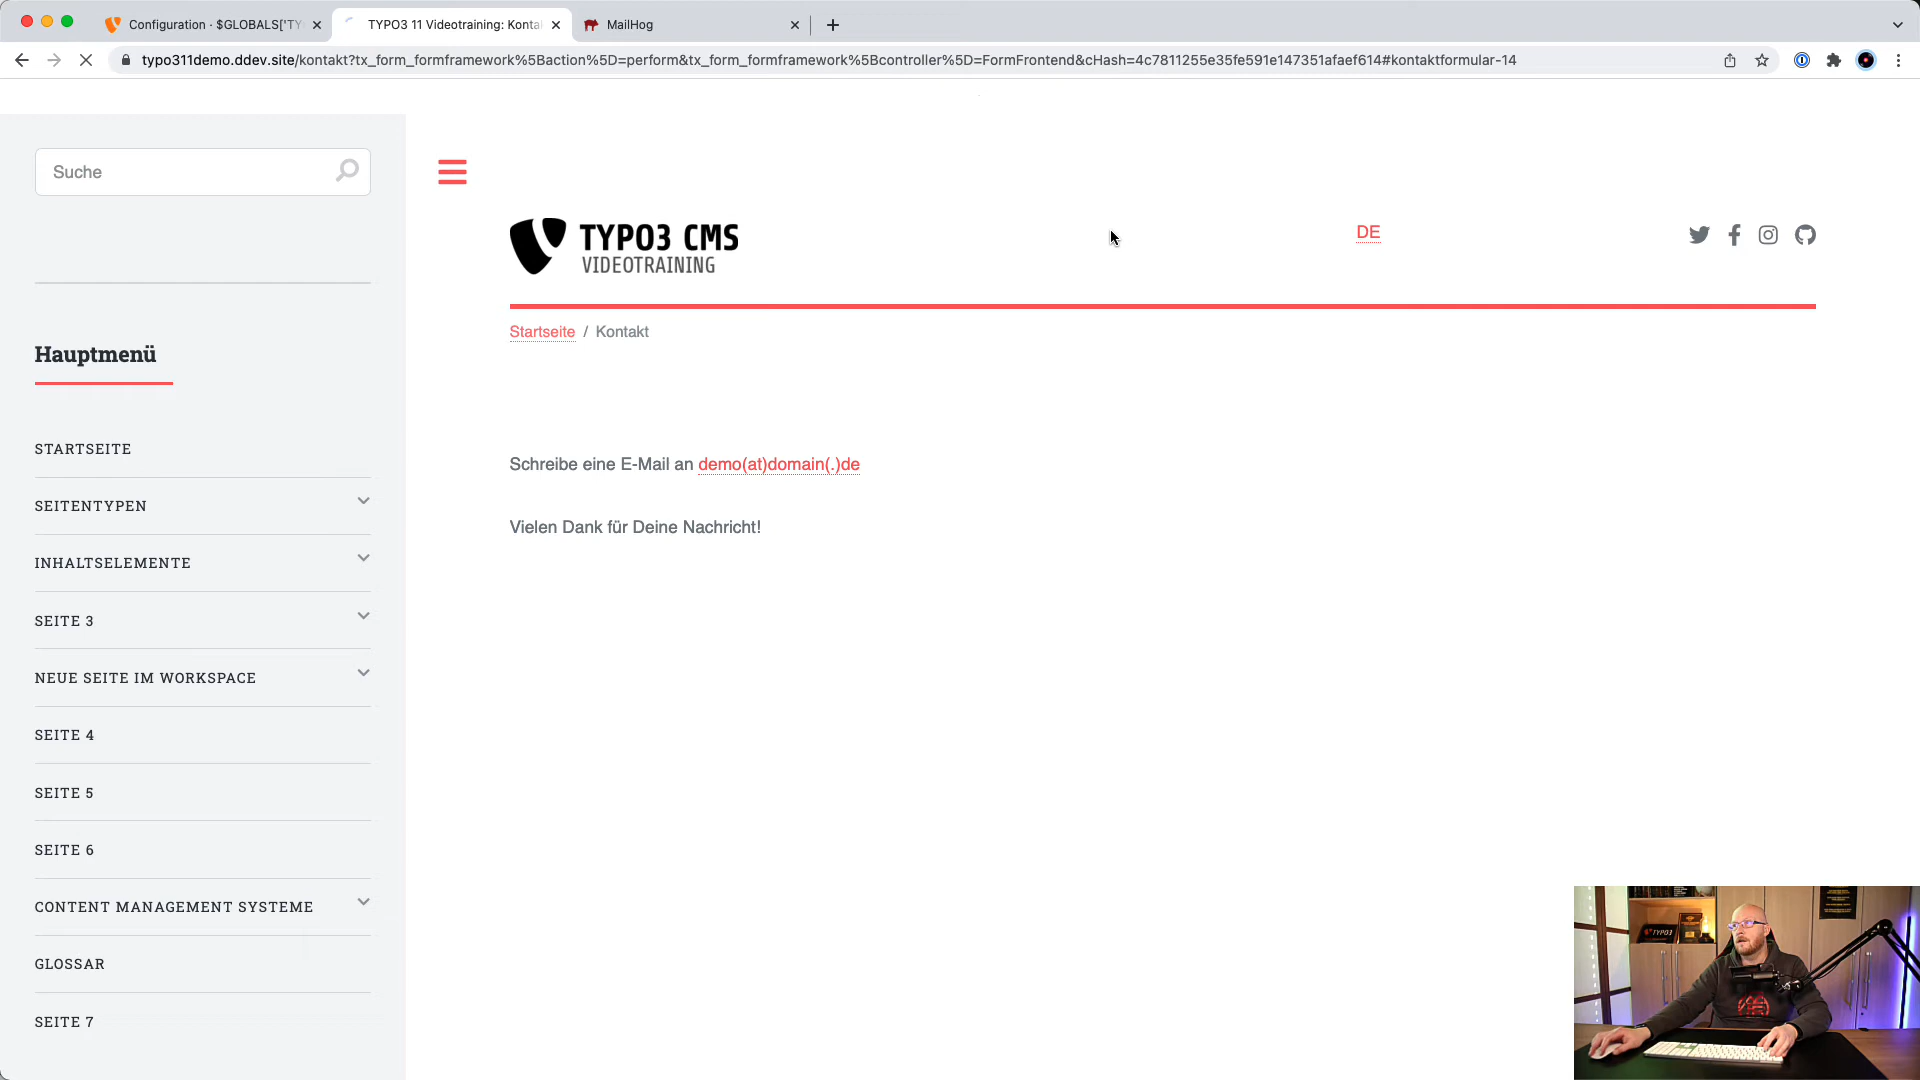 Configuration · $GLOBALS['TY
TYPO3 11 Videotraining: Konta
MailHog
typo311demo.ddev.site/kontakt?tx_form_formframework%5Baction%5D=perform&tx_form_formframework%5Bcontroller%5D=FormFrontend&cHash=4c7811255e35fe591e147351afaef614#kontaktformular-14
Suche
TYPO3 CMS
VIDEOTRAINING
DE
Startseite / Kontakt
Hauptmenü
STARTSEITE
SEITENTYPEN
INHALTSELEMENTE
SEITE 3
NEUE SEITE IM WORKSPACE
SEITE 4
SEITE 5
SEITE 6
CONTENT MANAGEMENT SYSTEME
GLOSSAR
SEITE 7
Schreibe eine E-Mail an demo(at)domain(.)de
Vielen Dank für Deine Nachricht!
TYPO3